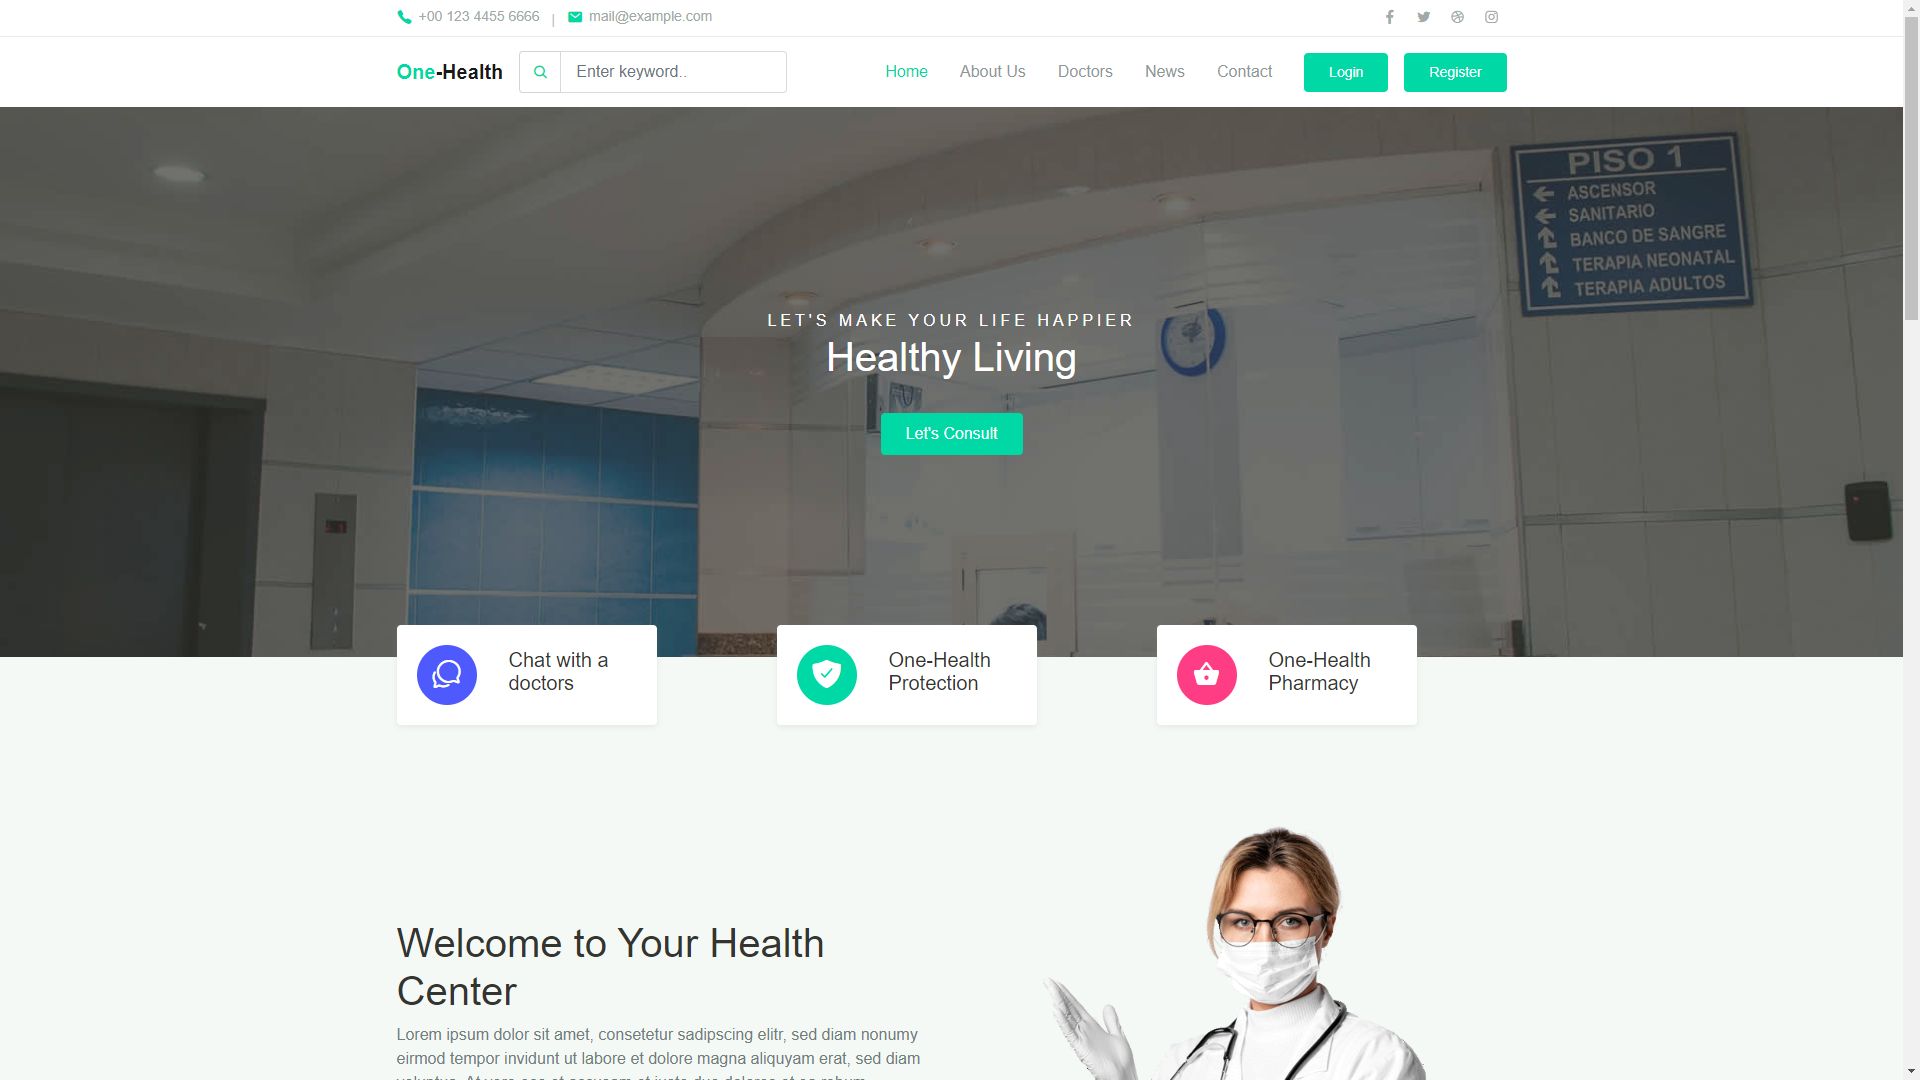 +00 123 4455 6666 | mail@example.com
One-Health
Enter keyword..
Home About Us Doctors News Contact Login Register
PISO 1
ASCENSOR
SANITARIO
BANCO DE SANGRE
TERAPIA NEONATAL
TERAPIA ADULTOS
LET'S MAKE YOUR LIFE HAPPIER
Healthy Living
Let's Consult
Chat with a
doctors
One-Health
Protection
One-Health
Pharmacy
Welcome to Your Health
Center
Lorem ipsum dolor sit amet, consetetur sadipscing elitr, sed diam nonumy
eirmod tempor invidunt ut labore et dolore magna aliquyam erat, sed diam